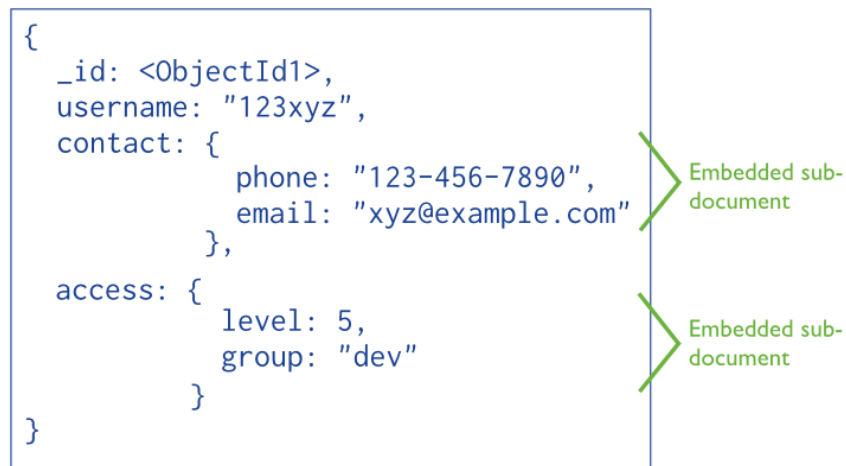 {
_id: <ObjectId1>,
username: "123xyz",
contact: {
phone: "123-456-7890",
email: "xyz@example.com"
},
access: {
level: 5,
group: "dev"
}
}
Embedded sub-
document
Embedded sub-
document